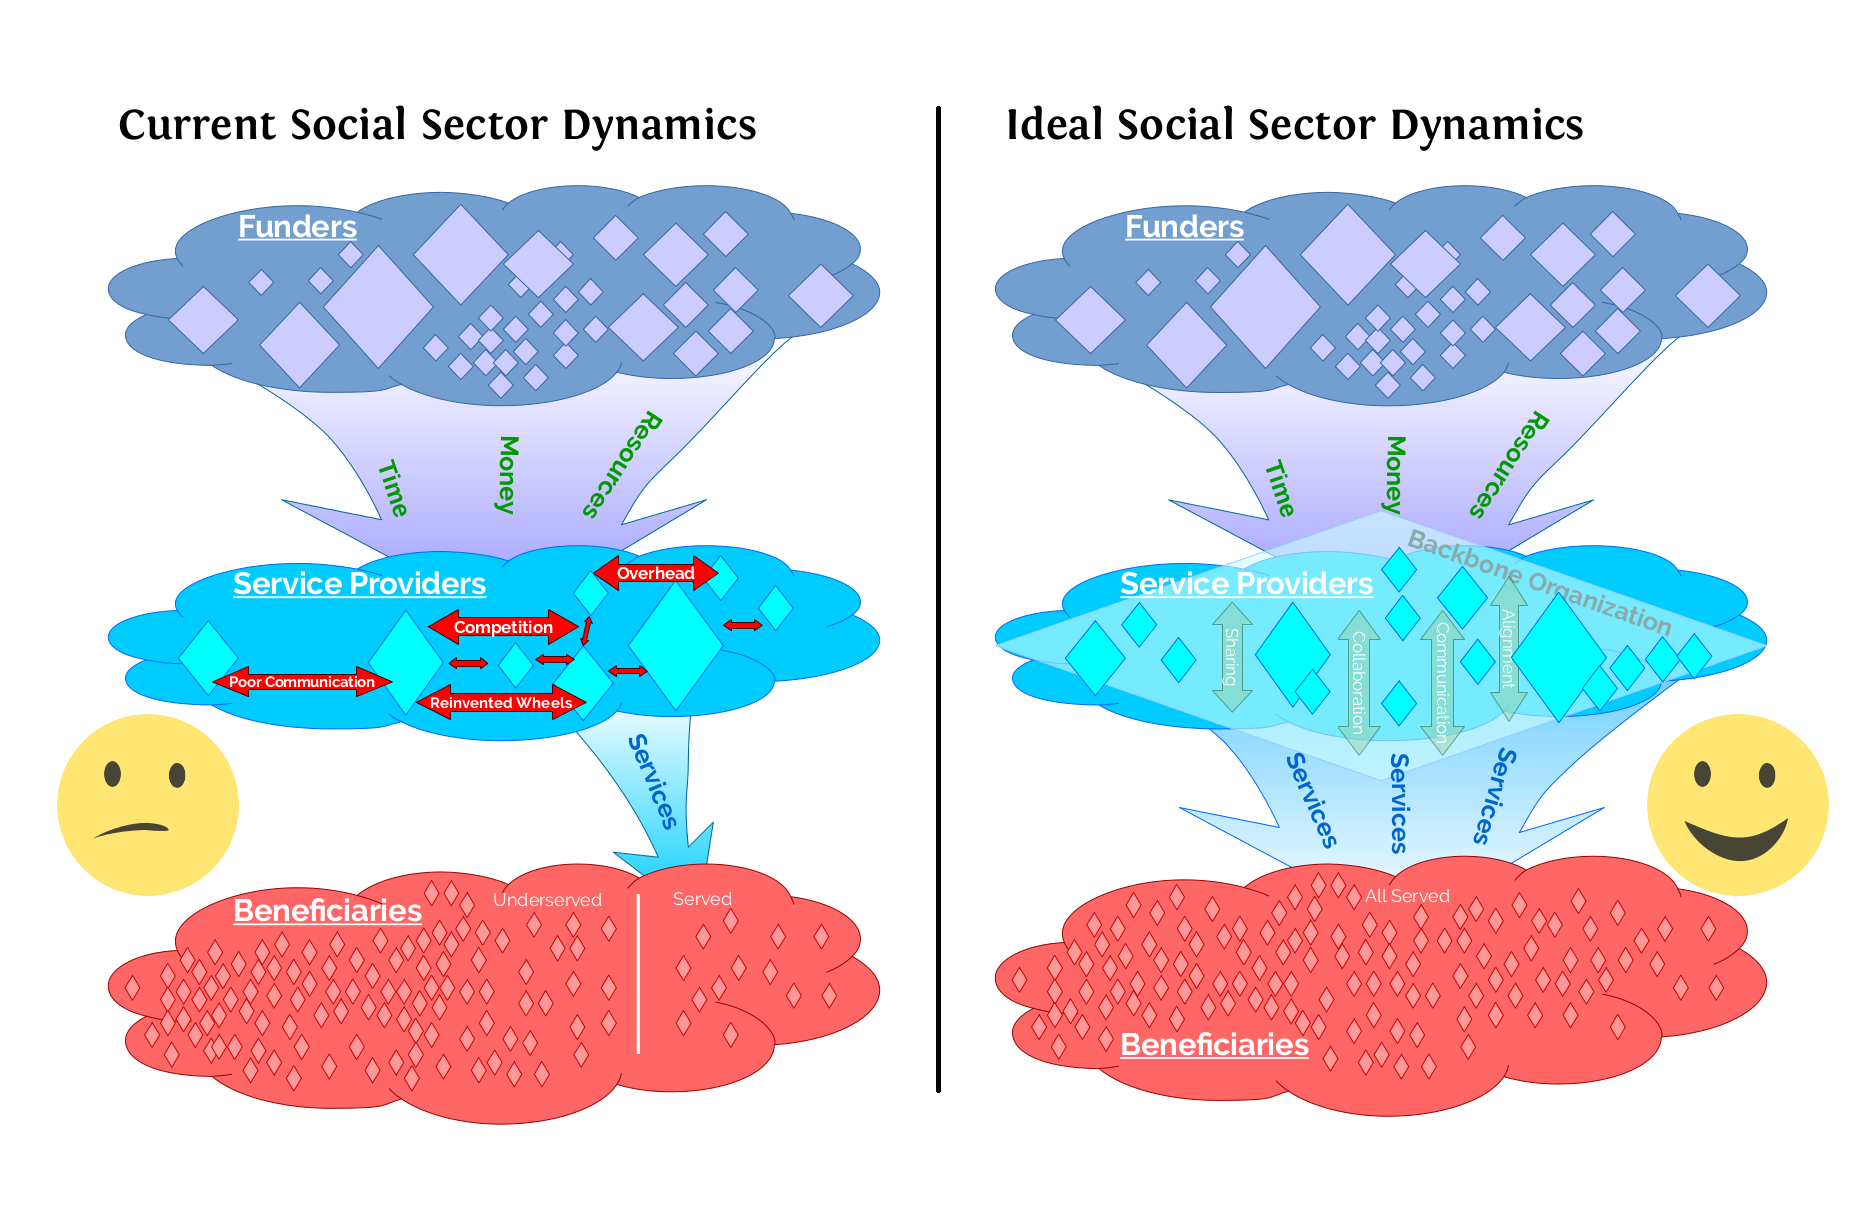 Current Social Sector Dynamics
Funders
Time
Money
Resources
Service Providers
Overhead
Competition
Poor Communication
Reinvented Wheels
Services
Beneficiaries
Underserved
Served
Ideal Social Sector Dynamics
Funders
Time
Money
Resources
Backbone Organization
Service Providers
Sharing
Collaboration
Communication
Alignment
Services
Services
Services
All Served
Beneficiaries